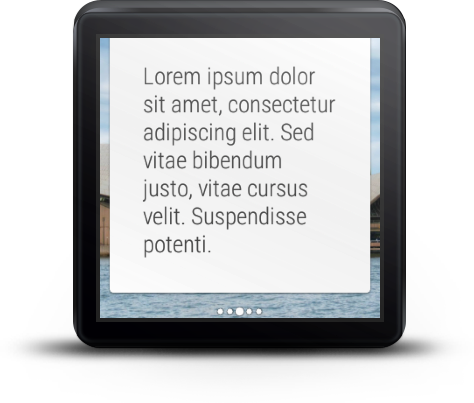 Lorem ipsum dolor
sit amet, consectetur
adipiscing elit. Sed
vitae bibendum
justo, vitae cursus
velit. Suspendisse
potenti.